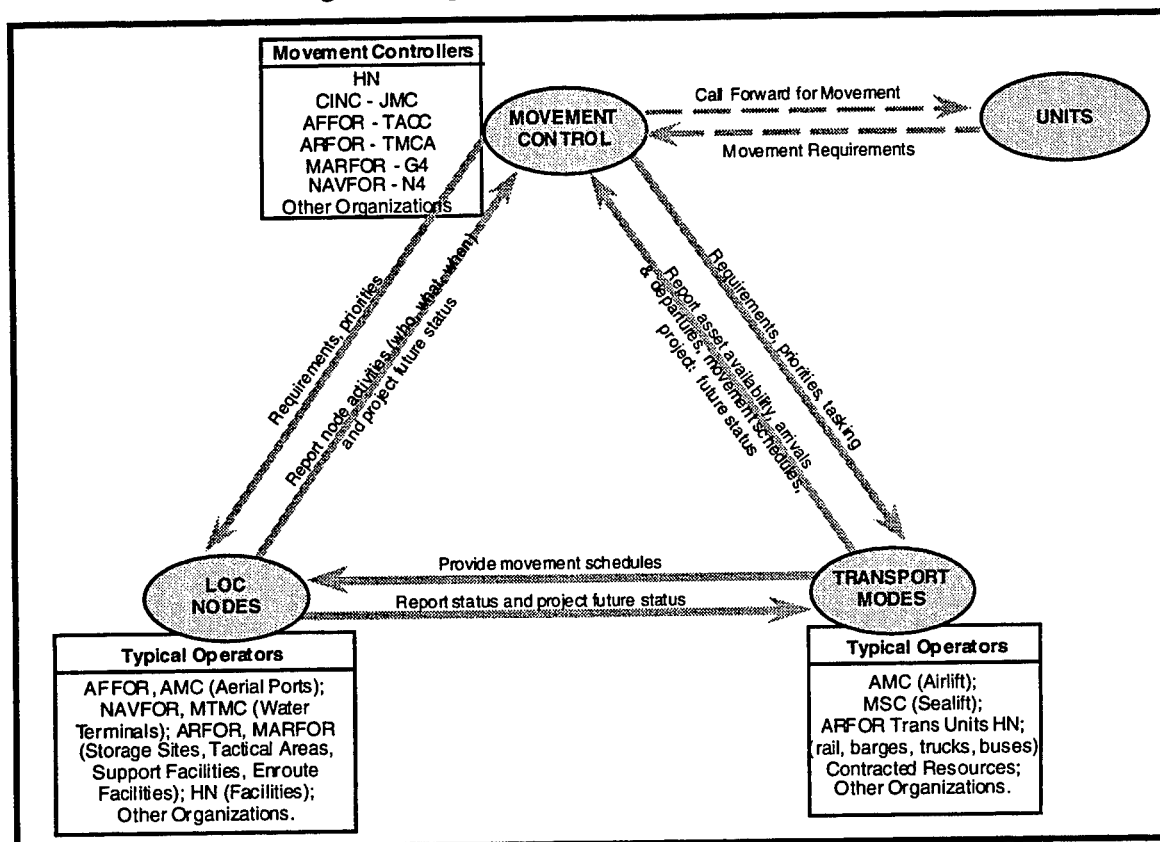 Movement Controllers
HN
CINC - JMC
AFFOR - TACC
ARFOR - TMCA
MARFOR - G4
NAVFOR - N4
Other Organizations
MOVEMENT
CONTROL
Call Forward for Movement
Movement Requirements
UNITS
Requirements, priorities
Report node activities (who, what, when)
and project future status
Report asset availability, arrivals
& departures, movement schedules,
project: future status
Requirements, priorities, tasking
LOC
NODES
Provide movement schedules
Report status and project future status
TRANSPORT
MODES
Typical Operators
AFFOR, AMC (Aerial Ports);
NAVFOR, MTMC (Water
Terminals); ARFOR, MARFOR
(Storage Sites, Tactical Areas,
Support Facilities, Enroute
Facilities); HN (Facilities);
Other Organizations.
Typical Operators
AMC (Airlift);
MSC (Sealift);
ARFOR Trans Units HN;
(rail, barges, trucks, buses)
Contracted Resources;
Other Organizations.